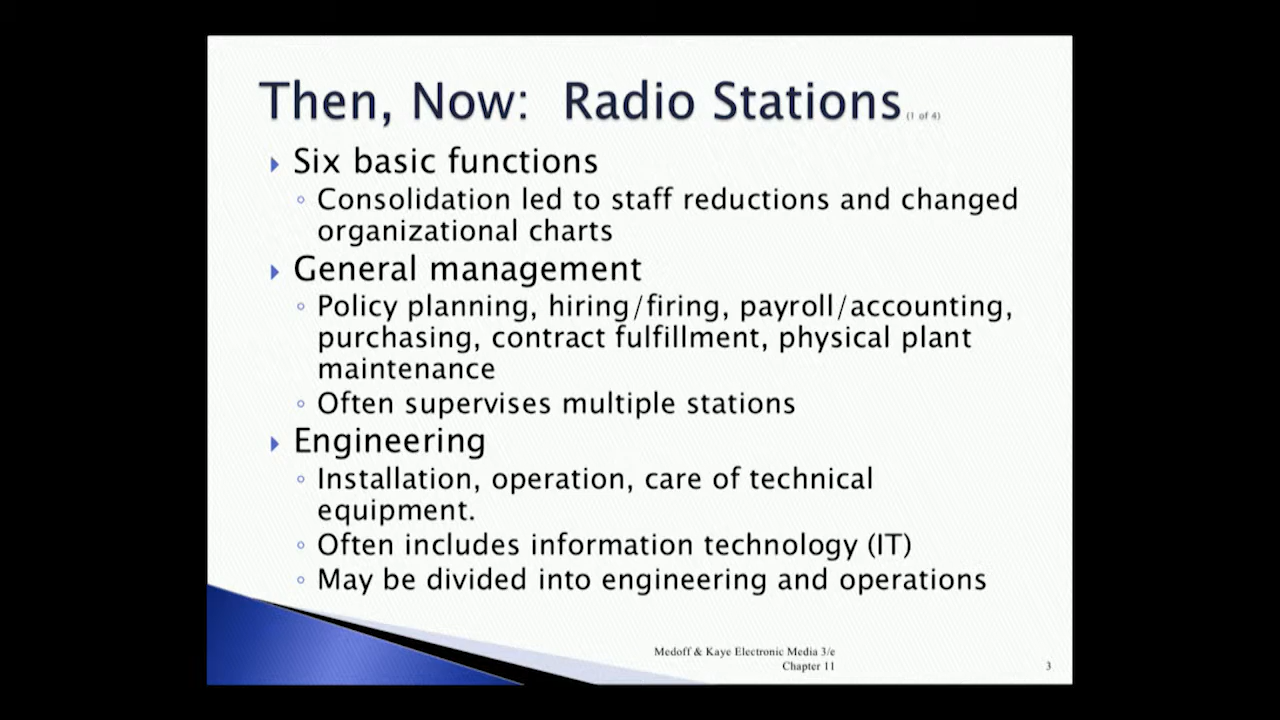 Then, Now: Radio Stations (1 of 4)
Six basic functions
Consolidation led to staff reductions and changed
organizational charts
General management
Policy planning, hiring/firing, payroll/accounting,
purchasing, contract fulfillment, physical plant
maintenance
Often supervises multiple stations
Engineering
Installation, operation, care of technical
equipment.
Often includes information technology (IT)
May be divided into engineering and operations
Medoff & Kaye Electronic Media 3/e
Chapter 11
3